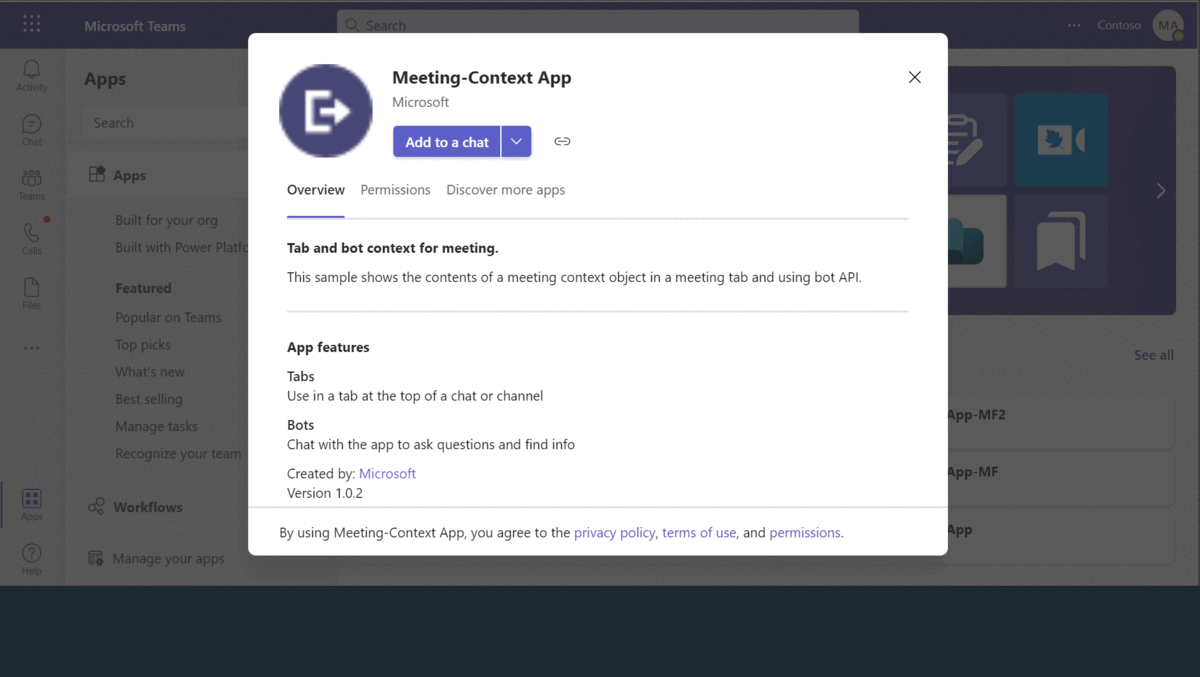 Microsoft Teams
Search
Contoso
MA
Activity
Chat
Teams
Calls
Files
Apps
Help
Apps
Search
Apps
Built for your org
Built with Power Platfo
Featured
Popular on Teams
Top picks
What's new
Best selling
Manage tasks
Recognize your team
Workflows
Manage your apps
Meeting-Context App
Microsoft
Add to a chat
Overview Permissions Discover more apps
Tab and bot context for meeting.
This sample shows the contents of a meeting context object in a meeting tab and using bot API.
App features
Tabs
Use in a tab at the top of a chat or channel
Bots
Chat with the app to ask questions and find info
Created by: Microsoft
Version 1.0.2
By using Meeting-Context App, you agree to the privacy policy, terms of use, and permissions.
See all
App-MF2
App-MF
App